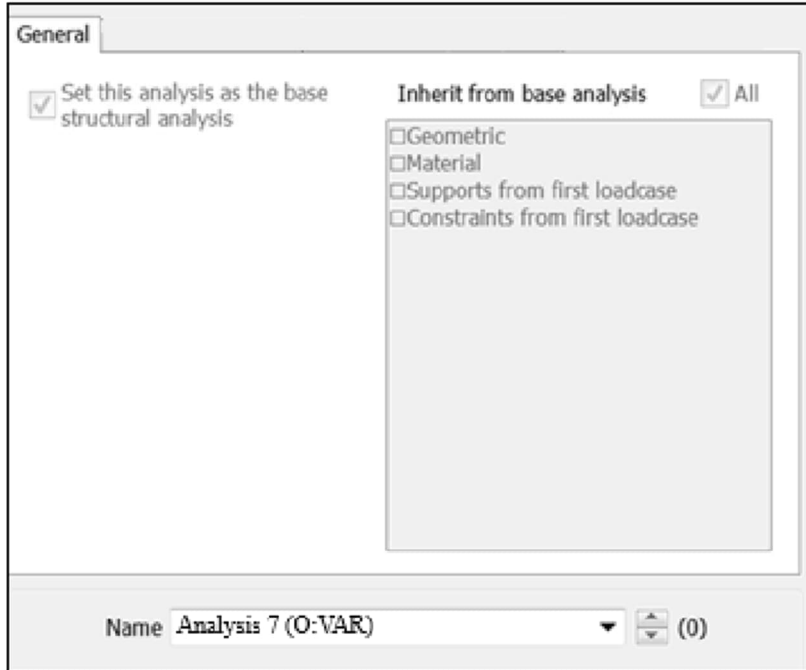 General
Set this analysis as the base
structural analysis
Inherit from base analysis
All
Geometric
Material
Supports from first loadcase
Constraints from first loadcase
Name Analysis 7 (O:VAR) (0)